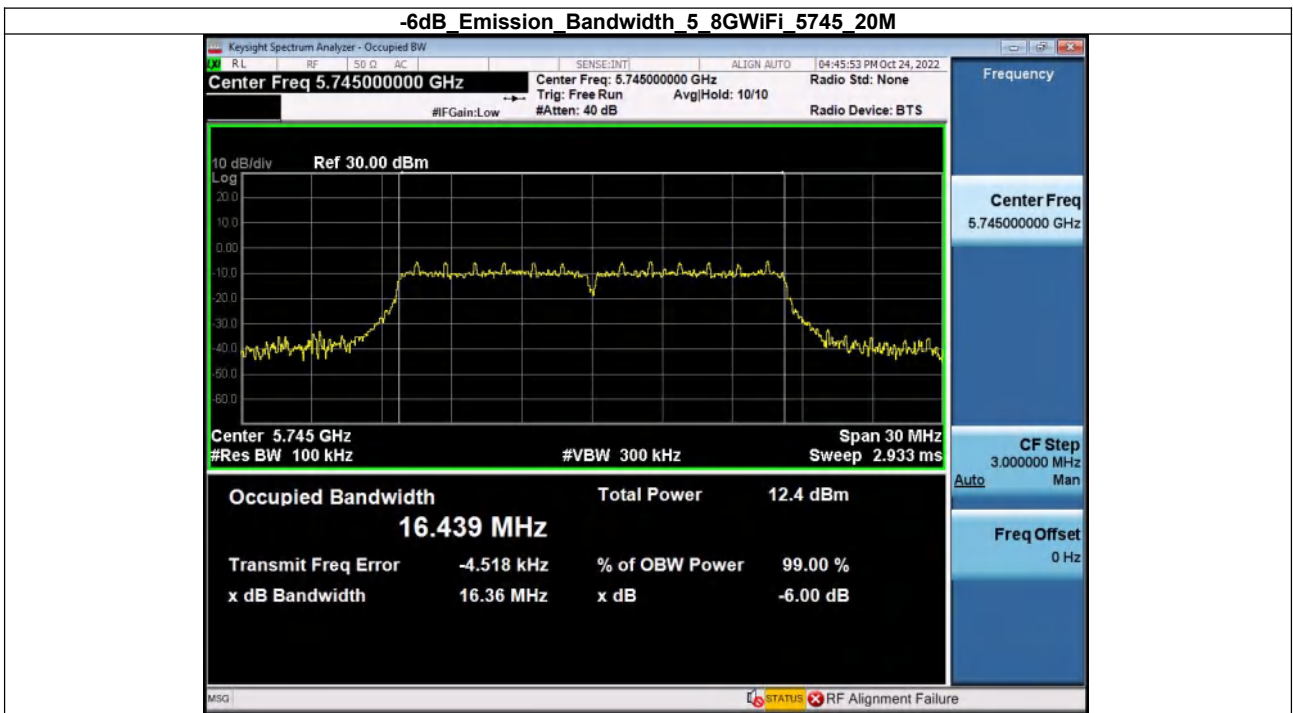 -6dB_Emission_Bandwidth_5_8GWiFi_5745_20M
Keysight Spectrum Analyzer - Occupied BW
RL RF 50 Ω AC SENSE:INT ALIGN AUTO 04:45:53 PM Oct 24, 2022
Center Freq 5.745000000 GHz
Center Freq: 5.745000000 GHz
Radio Std: None
Trig: Free Run Avg|Hold: 10/10
#IFGain:Low
#Atten: 40 dB
Radio Device: BTS
10 dB/div Ref 30.00 dBm
Log
20.0
10.0
0.00
-10.0
-20.0
-30.0
-40.0
-50.0
-60.0
Center 5.745 GHz Span 30 MHz
#Res BW 100 kHz #VBW 300 kHz Sweep 2.933 ms
Occupied Bandwidth Total Power 12.4 dBm
16.439 MHz
Transmit Freq Error -4.518 kHz % of OBW Power 99.00 %
x dB Bandwidth 16.36 MHz x dB -6.00 dB
Frequency
Center Freq
5.745000000 GHz
CF Step
3.000000 MHz
Auto Man
Freq Offset
0 Hz
MSG STATUS RF Alignment Failure